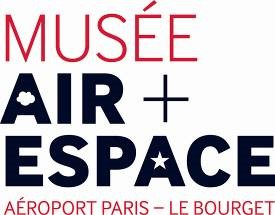 MUSÉE
AIR +
ESPACE
AÉROPORT PARIS – LE BOURGET